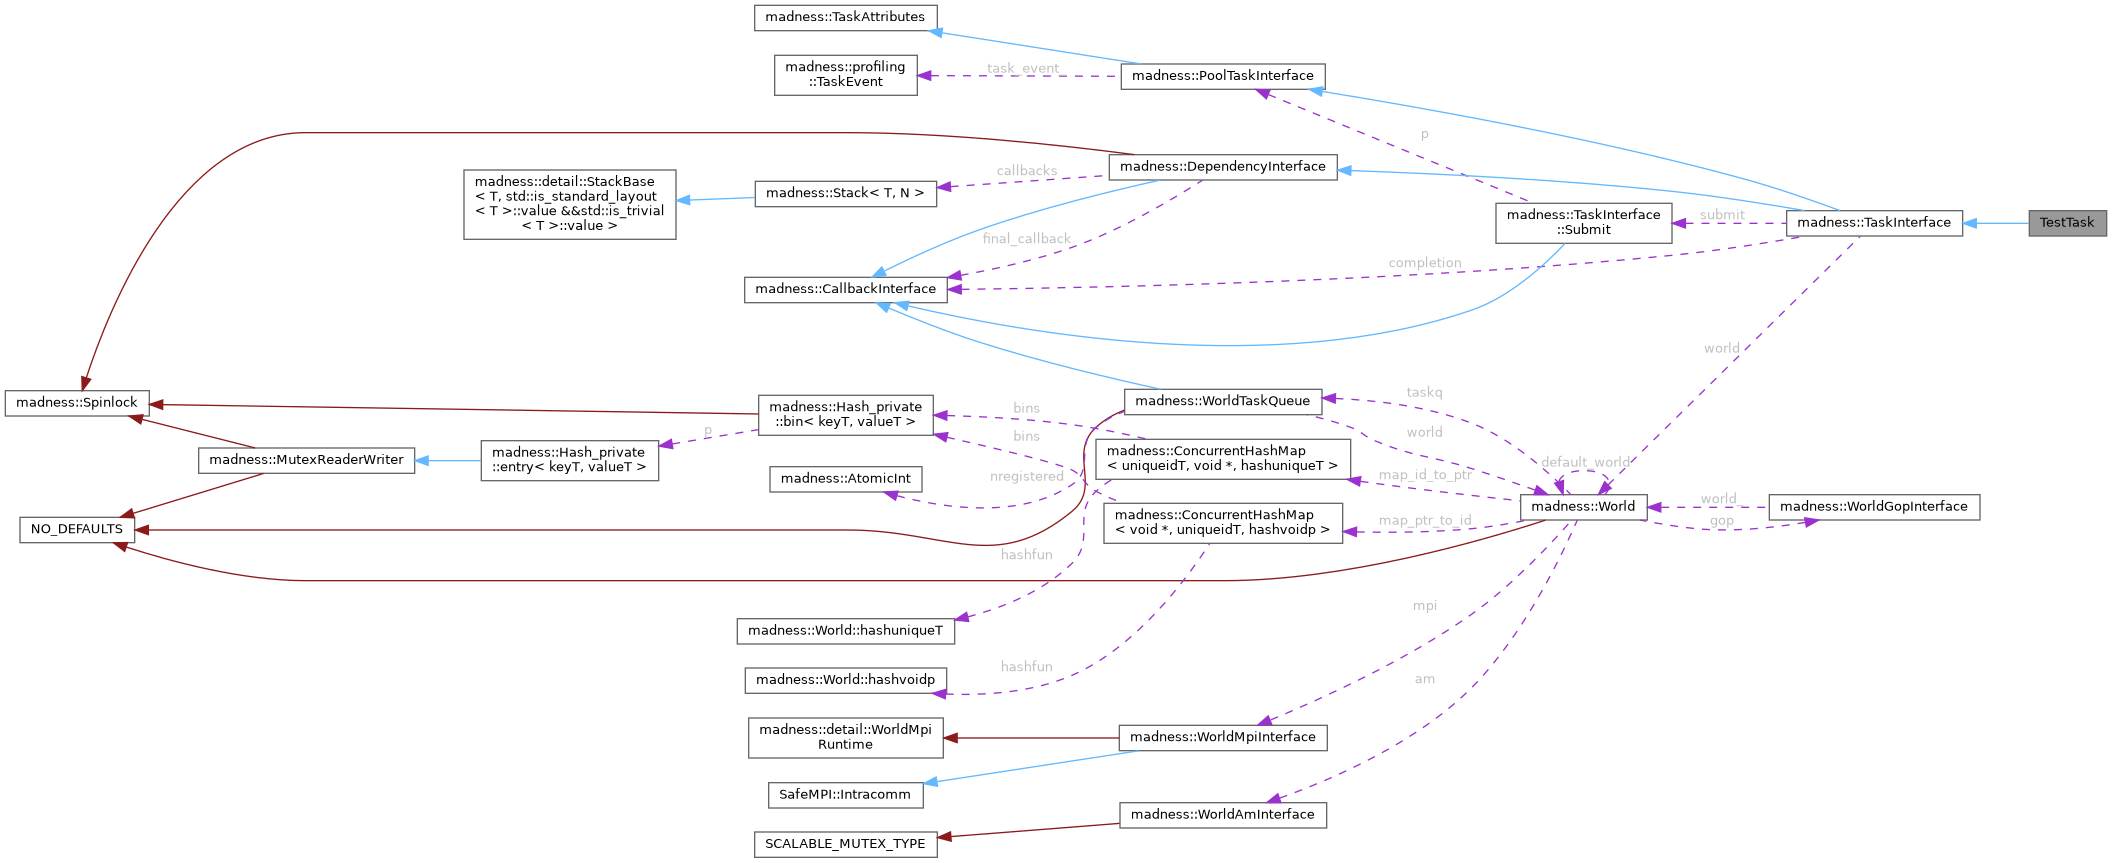 madness::TaskAttributes
madness::profiling
::TaskEvent
task_event
madness::PoolTaskInterface
p
madness::DependencyInterface
callbacks
madness::Stack< T, N >
madness::detail::StackBase
< T, std::is_standard_layout
< T >::value &&std::is_trivial
< T >::value >
madness::TaskInterface
::Submit
submit
madness::TaskInterface
TestTask
final_callback
completion
madness::CallbackInterface
world
madness::Spinlock
madness::Hash_private
::bin< keyT, valueT >
bins
madness::WorldTaskQueue
taskq
world
bins
p
madness::MutexReaderWriter
madness::Hash_private
::entry< keyT, valueT >
madness::ConcurrentHashMap
< uniqueidT, void *, hashuniqueT >
default_world
map_id_to_ptr
madness::AtomicInt
nregistered
NO_DEFAULTS
madness::ConcurrentHashMap
< void *, uniqueidT, hashvoidp >
map_ptr_to_id
madness::World
world_
gop
madness::WorldGopInterface
hashfun
madness::World::hashuniqueT
mpi
madness::World::hashvoidp
hashfun
am
madness::detail::WorldMpi
Runtime
madness::WorldMpiInterface
SafeMPI::Intracomm
madness::WorldAmInterface
SCALABLE_MUTEX_TYPE